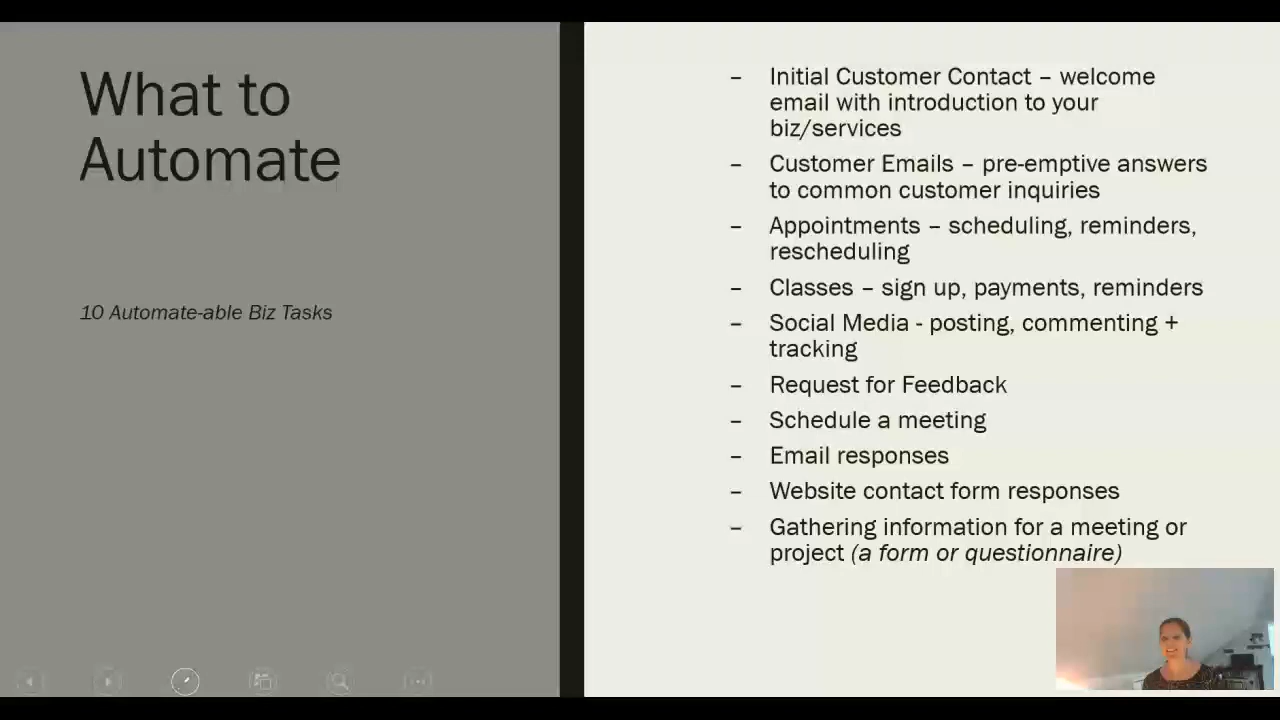 What to
Automate
10 Automate-able Biz Tasks
– Initial Customer Contact – welcome
email with introduction to your
biz/services
– Customer Emails – pre-emptive answers
to common customer inquiries
– Appointments – scheduling, reminders,
rescheduling
– Classes – sign up, payments, reminders
– Social Media - posting, commenting +
tracking
– Request for Feedback
– Schedule a meeting
– Email responses
– Website contact form responses
– Gathering information for a meeting or
project (a form or questionnaire)